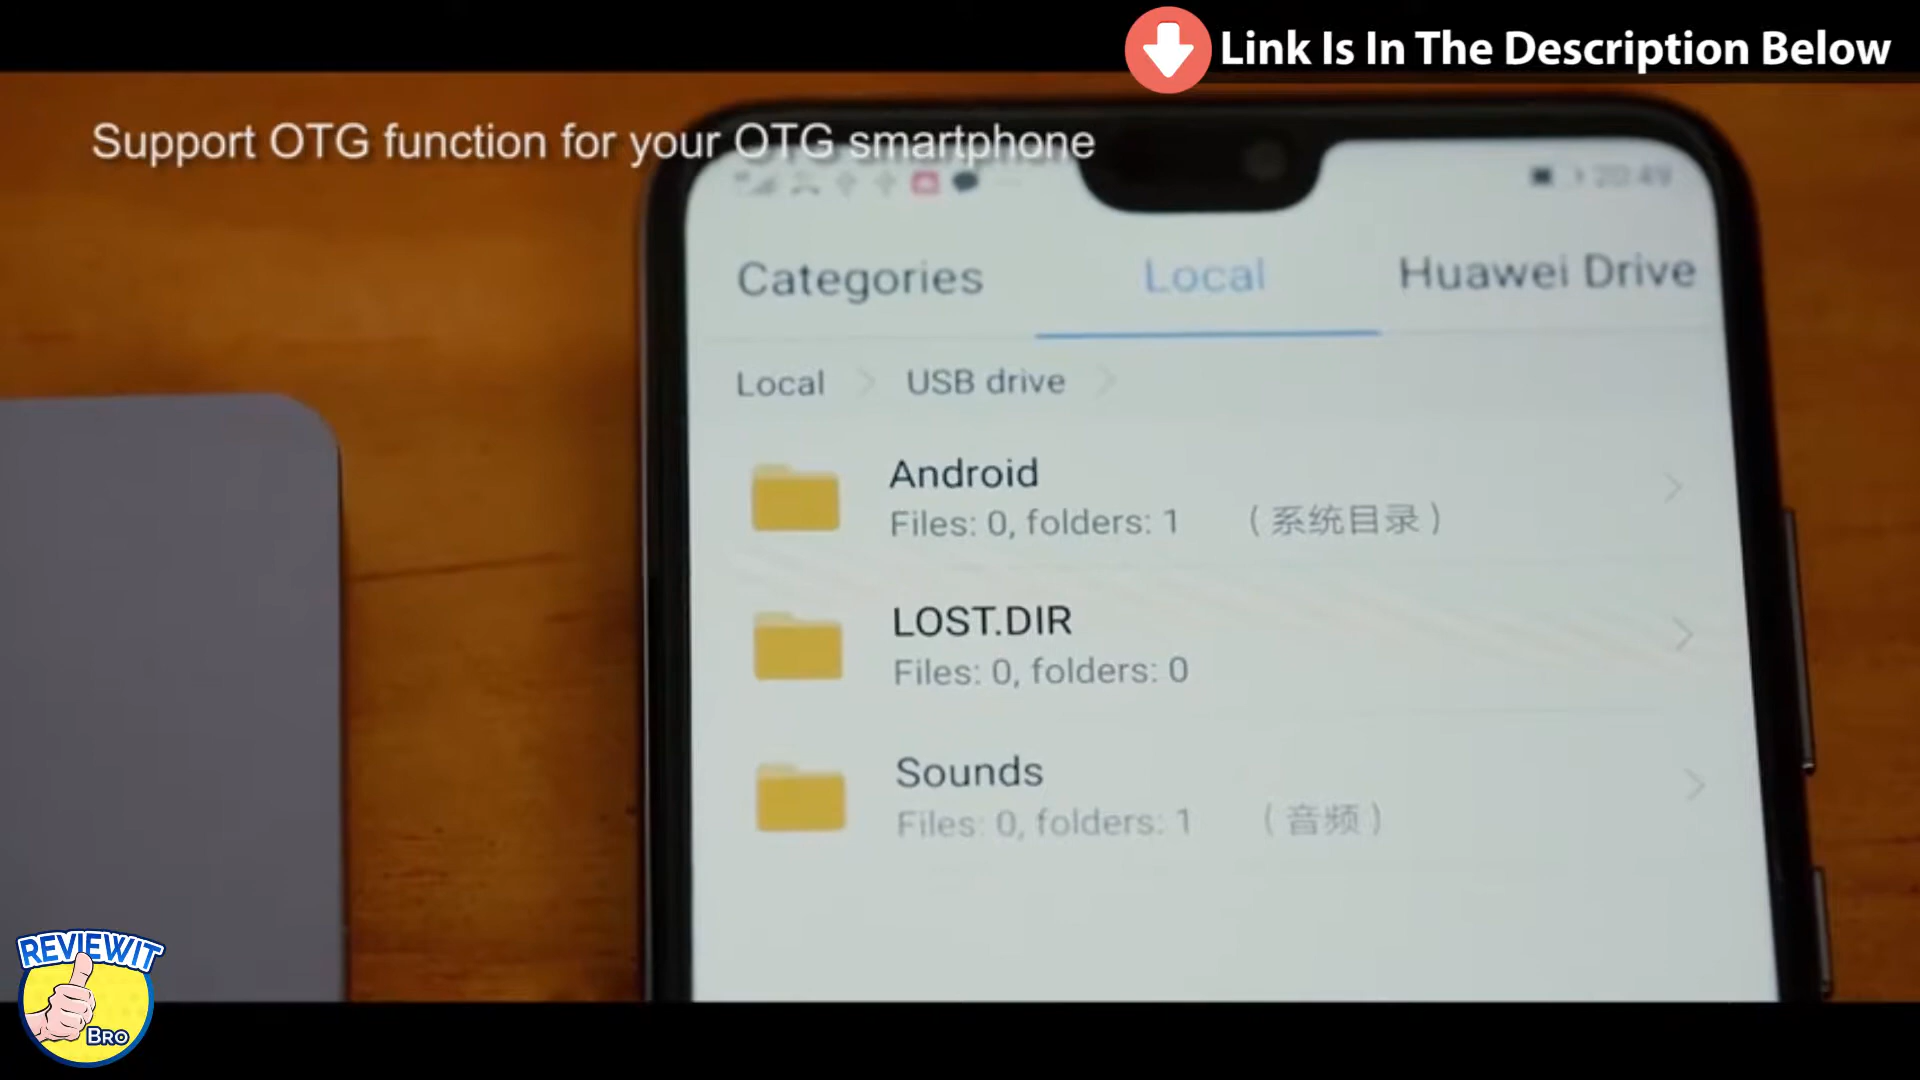 Link Is In The Description Below
Support OTG function for your OTG smartphone
20:49
Categories Local Huawei Drive
Local > USB drive >
Android
Files: 0, folders: 1 (系统目录)
LOST.DIR
Files: 0, folders: 0
Sounds
Files: 0, folders: 1 (音频)
REVIEWIT
BRO